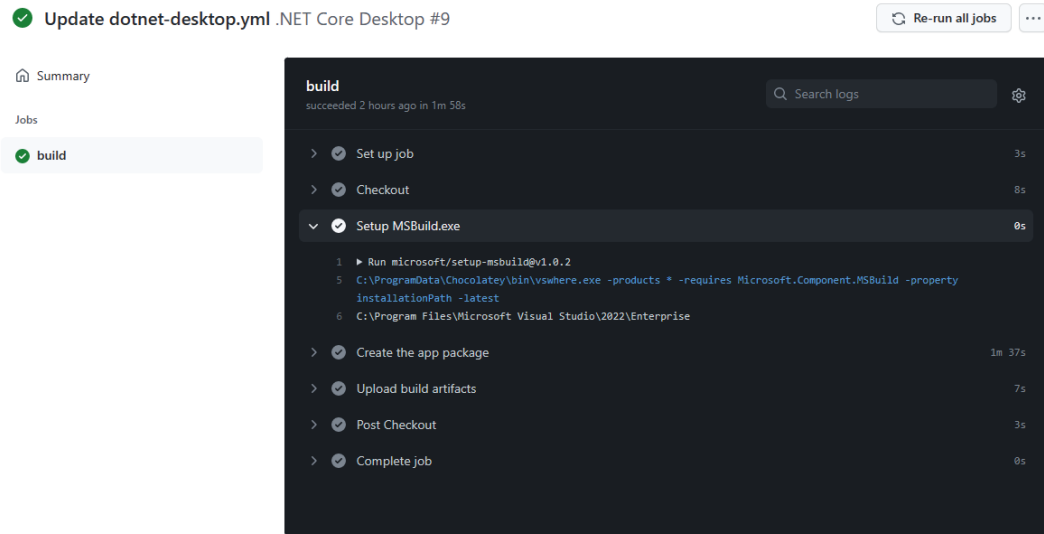 Update dotnet-desktop.yml .NET Core Desktop #9
Re-run all jobs
...
Summary
Jobs
build
build
succeeded 2 hours ago in 1m 58s
Search logs
Set up job 3s
Checkout 8s
Setup MSBuild.exe 0s
1 Run microsoft/setup-msbuild@v1.0.2
5 C:\ProgramData\Chocolatey\bin\vswhere.exe -products * -requires Microsoft.Component.MSBuild -property
installationPath -latest
6 C:\Program Files\Microsoft Visual Studio\2022\Enterprise
Create the app package 1m 37s
Upload build artifacts 7s
Post Checkout 3s
Complete job 0s